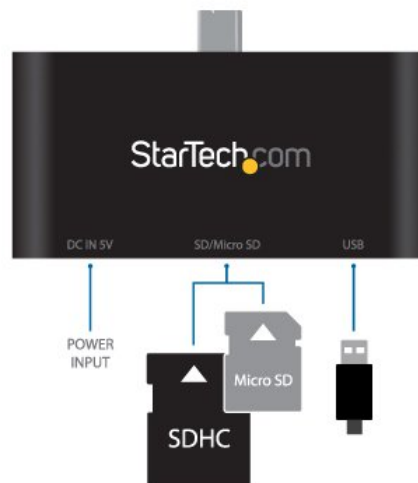 StarTech.com
DC IN 5V SD/Micro SD USB
POWER
INPUT
Micro SD
SDHC